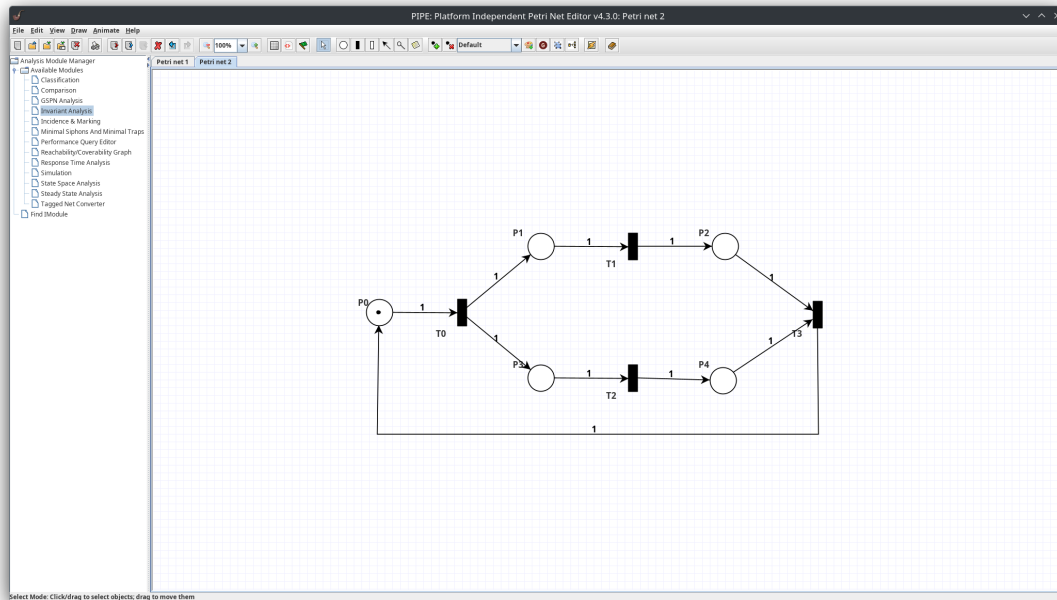 PIPE: Platform Independent Petri Net Editor v4.3.0: Petri net 2
File Edit View Draw Animate Help
100%
Default
Analysis Module Manager
Available Modules
Classification
Comparison
GSPN Analysis
Invariant Analysis
Incidence & Marking
Minimal Siphons And Minimal Traps
Performance Query Editor
Reachability/Coverability Graph
Response Time Analysis
Simulation
State Space Analysis
Steady State Analysis
Tagged Net Converter
Find IModule
Petri net 1 Petri net 2
P1 1 1 P2
T1
1 1
P0 1
T0 T3
1 1
P3 1 1 P4
T2
1
Select Mode: Click/drag to select objects; drag to move them